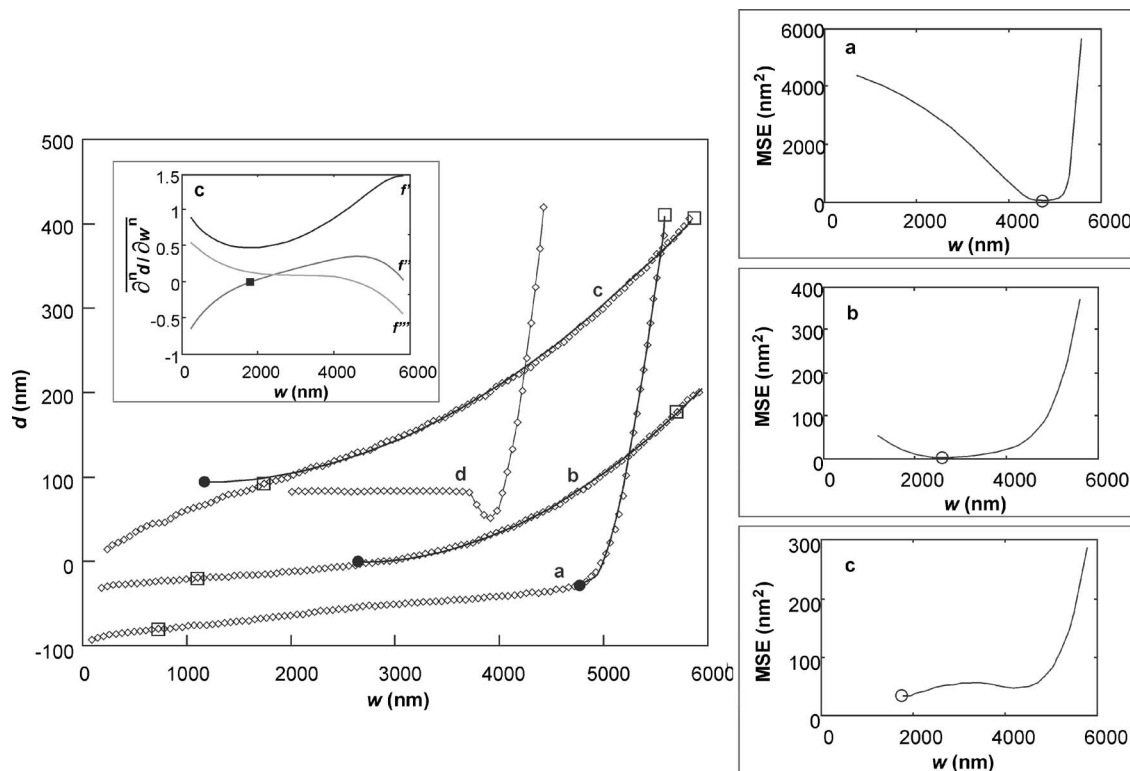 500
400
300
200
100
0
-100
d (nm)
0 1000 2000 3000 4000 5000 6000
w (nm)
a
b
c
d
c
1.5
1
0.5
0
-0.5
-1
∂ⁿd / ∂wⁿ
f'
f''
f'''
0 2000 4000 6000
w (nm)
a
6000
4000
2000
0
MSE (nm²)
0 2000 4000 6000
w (nm)
b
400
300
200
100
0
MSE (nm²)
0 2000 4000 6000
w (nm)
c
300
200
100
0
MSE (nm²)
0 2000 4000 6000
w (nm)